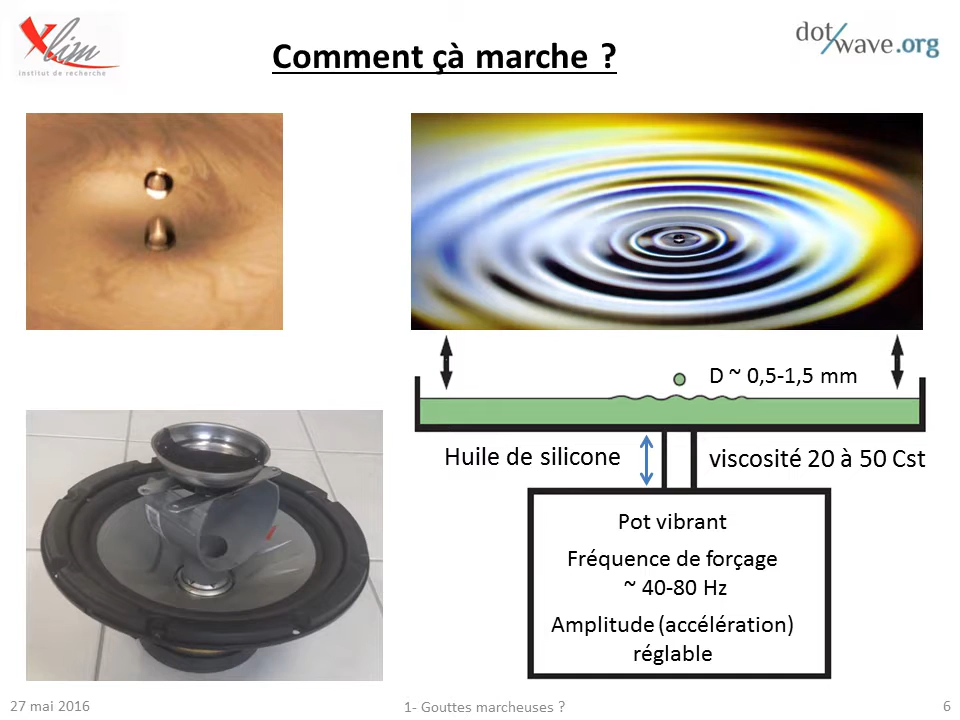 Xlim
Institut de recherche
dot/wave.org
Comment çà marche ?
D ~ 0,5-1,5 mm
Huile de silicone
viscosité 20 à 50 Cst
Pot vibrant
Fréquence de forçage
~ 40-80 Hz
Amplitude (accélération)
réglable
27 mai 2016
1- Gouttes marcheuses ?
6